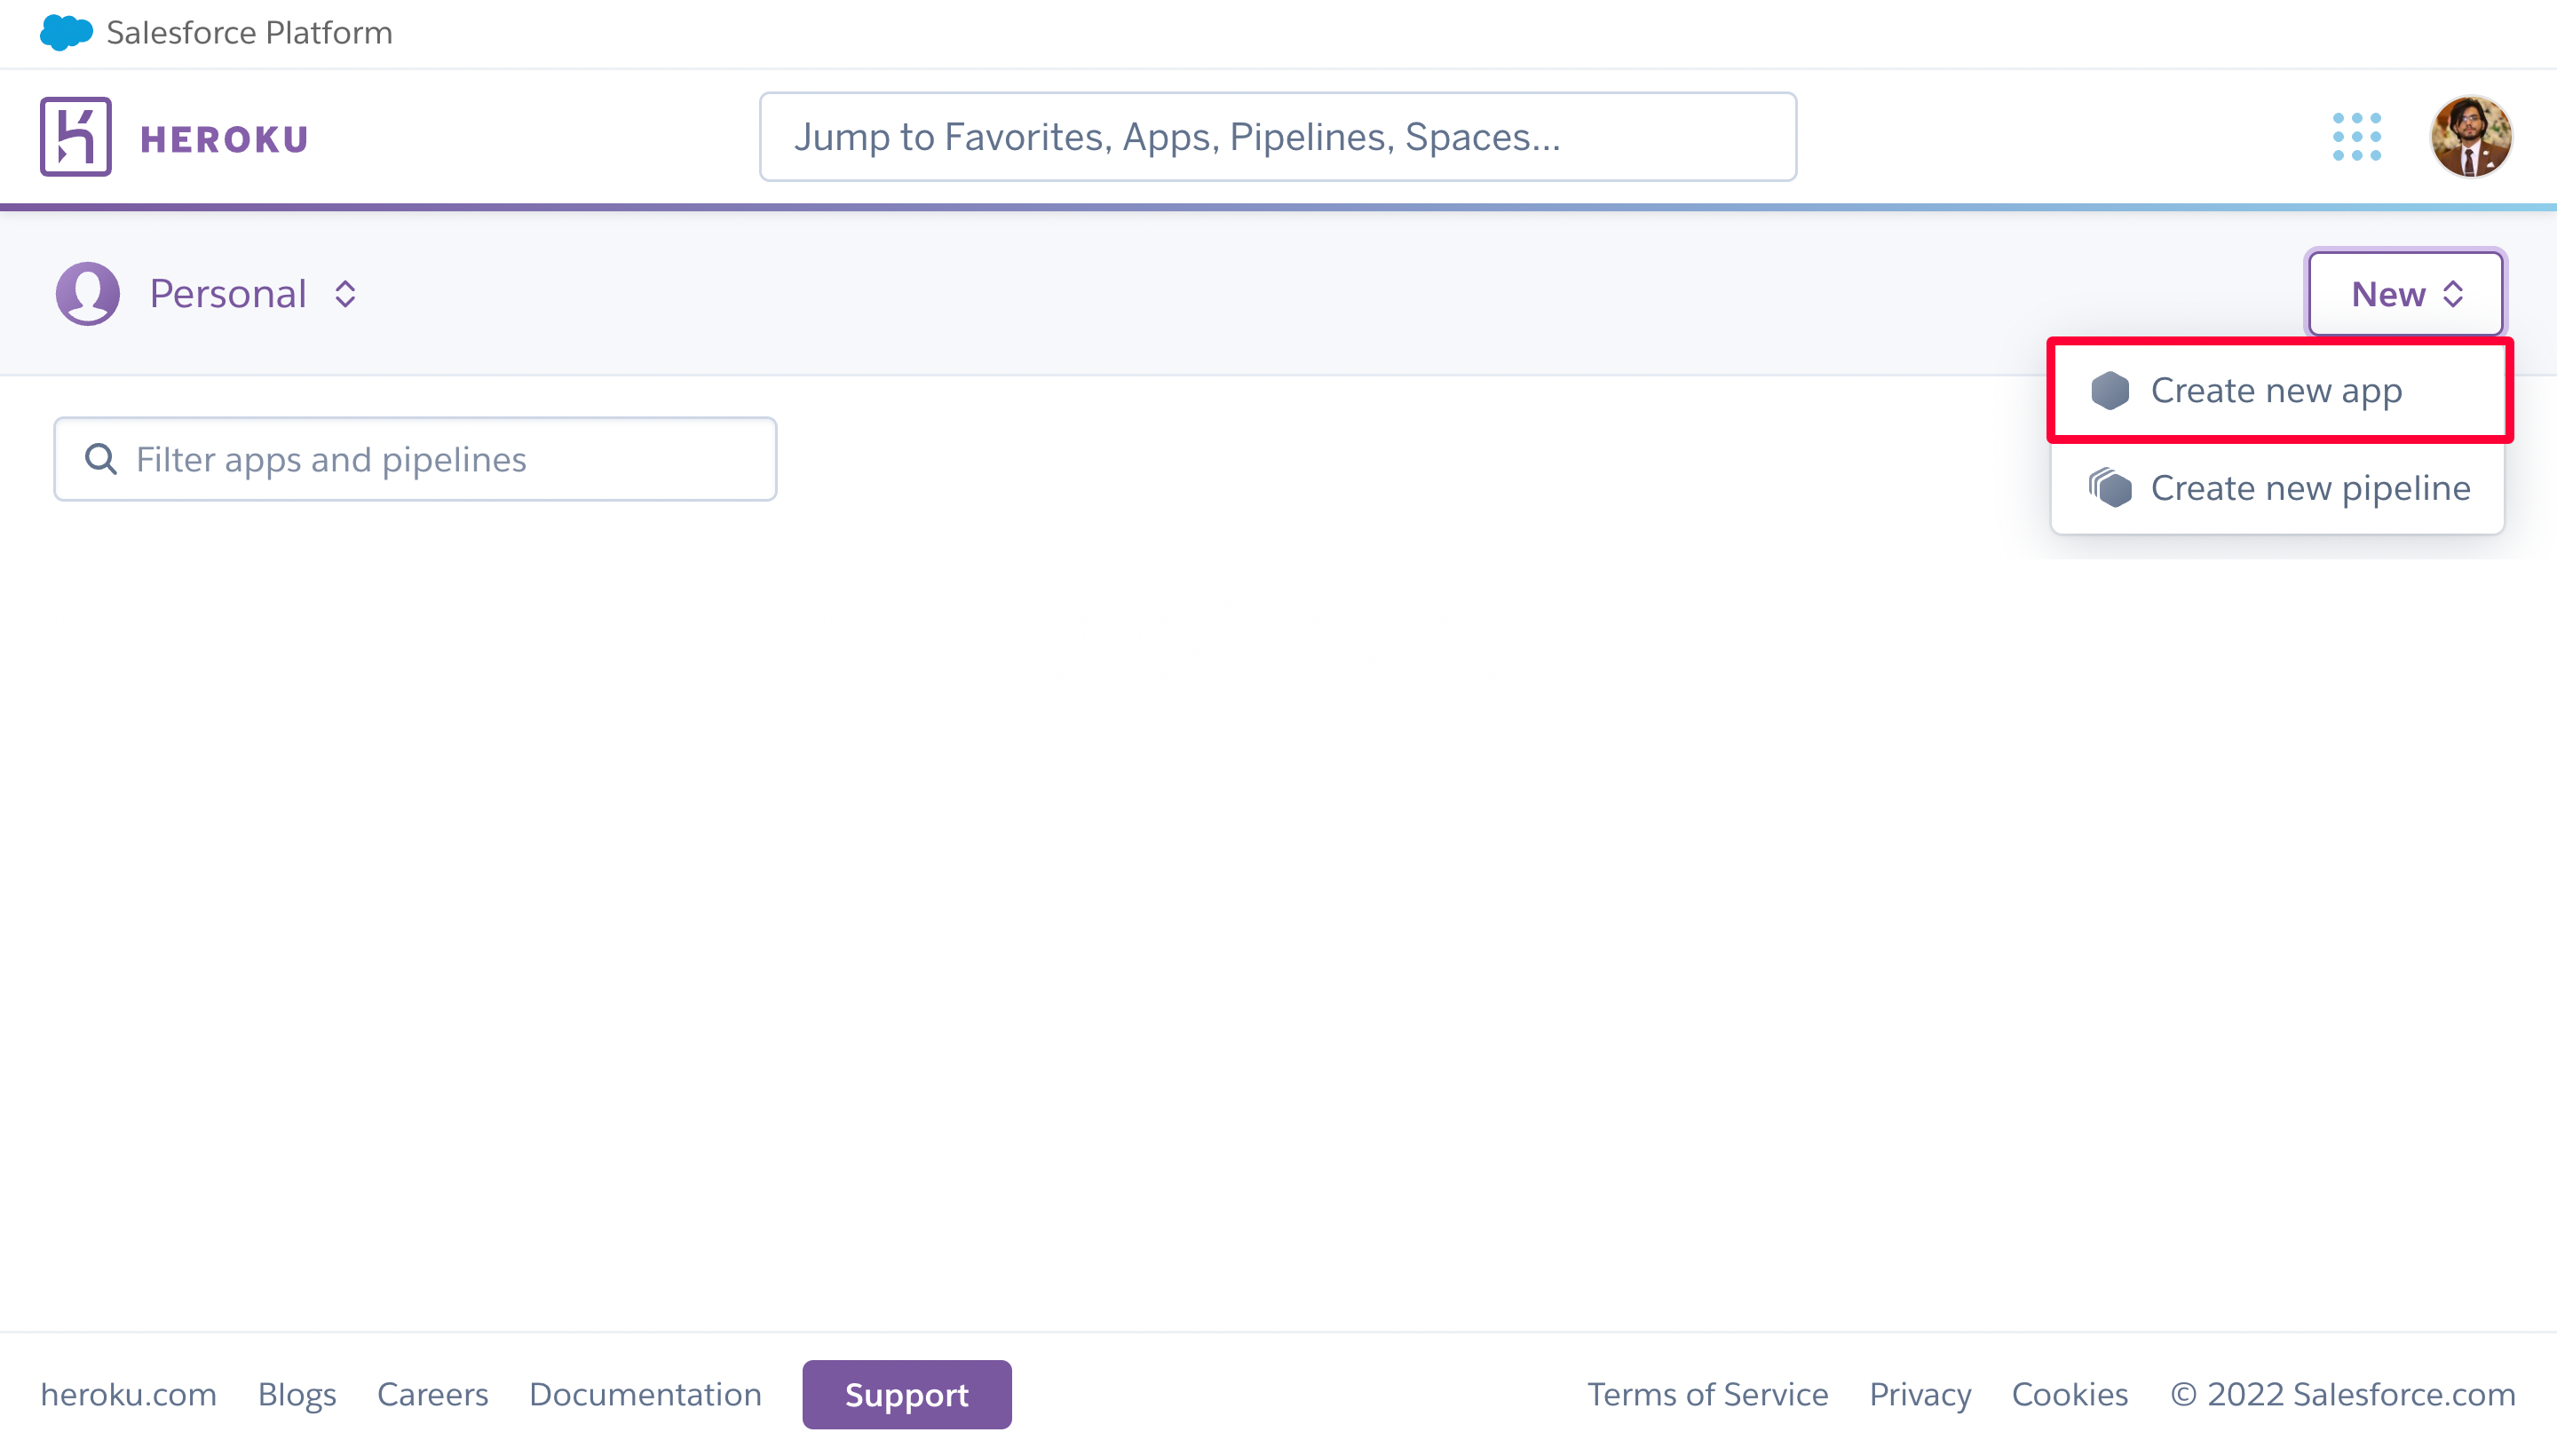 Salesforce Platform
HEROKU
Jump to Favorites, Apps, Pipelines, Spaces...
Personal
New
Create new app
Filter apps and pipelines
Create new pipeline
heroku.com Blogs Careers Documentation Support Terms of Service Privacy Cookies © 2022 Salesforce.com